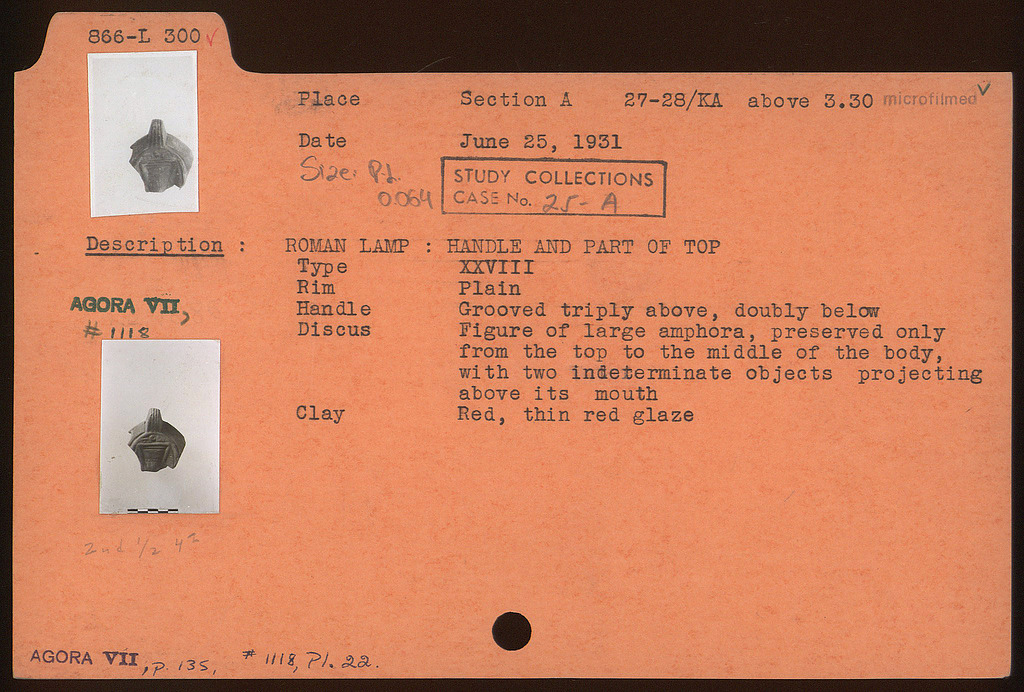 866-L 300 ✓
Place Section A 27-28/KA above 3.30 microfilmed ✓
Date June 25, 1931
Size: P.L. 0.064
STUDY COLLECTIONS
CASE No. 25-A
Description : ROMAN LAMP : HANDLE AND PART OF TOP
Type XXVIII
Rim Plain
Handle Grooved triply above, doubly below
Discus Figure of large amphora, preserved only
from the top to the middle of the body,
with two indeterminate objects projecting
above its mouth
Clay Red, thin red glaze
AGORA VII,
# 1118
2nd 1/2 4th
AGORA VII, p. 135, # 1118, Pl. 22.